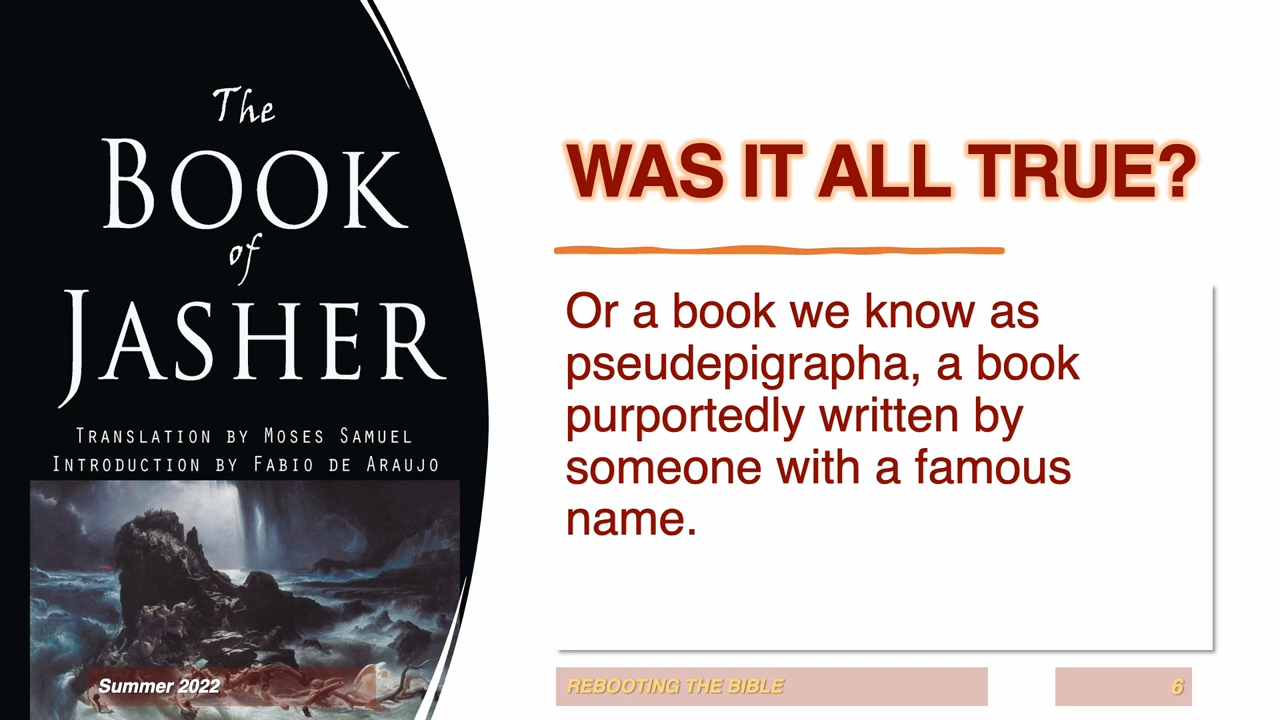 The
BOOK
of
JASHER
TRANSLATION BY MOSES SAMUEL
INTRODUCTION BY FABIO DE ARAUJO
WAS IT ALL TRUE?
Or a book we know as
pseudepigrapha, a book
purportedly written by
someone with a famous
name.
Summer 2022
REBOOTING THE BIBLE
6